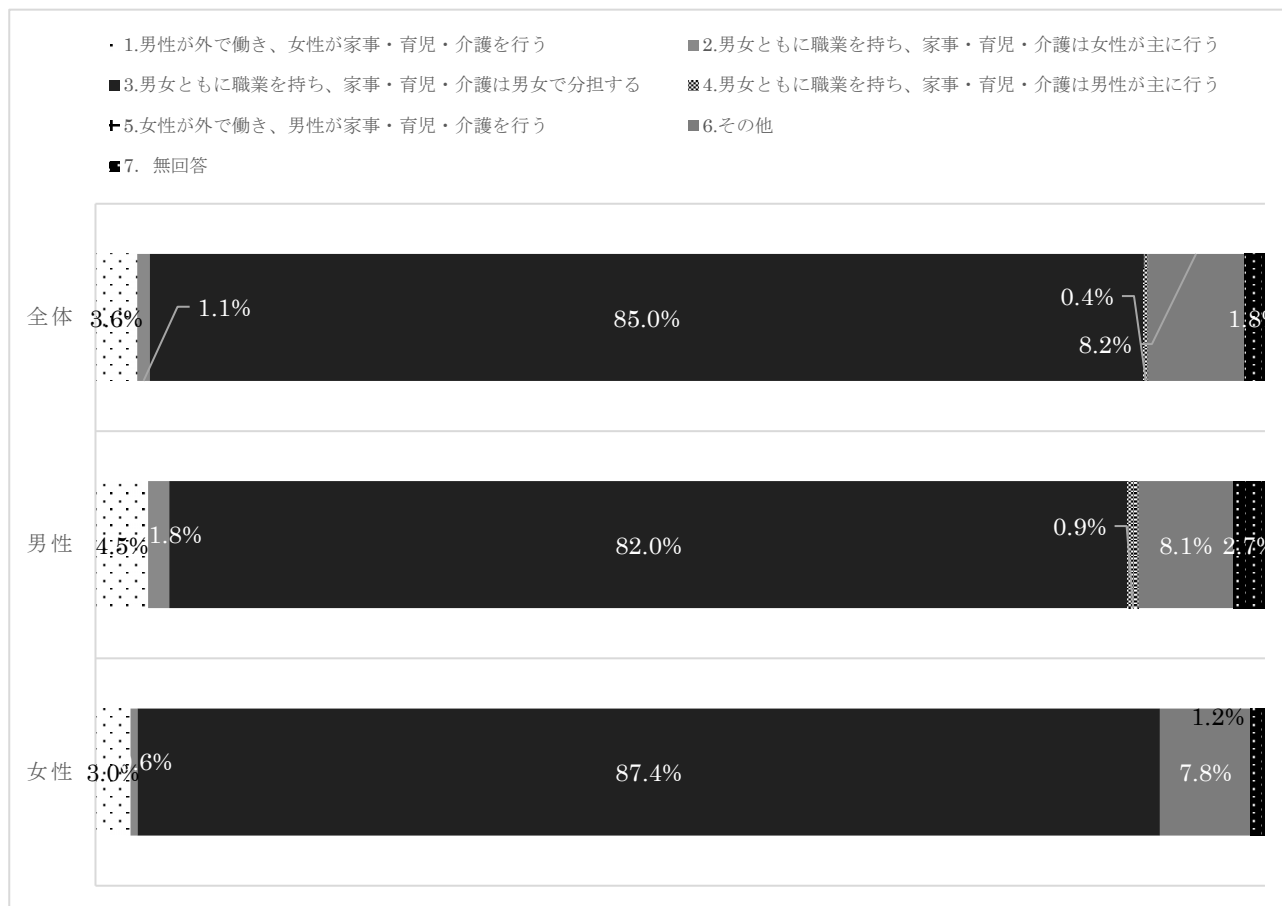 1.男性が外で働き、女性が家事・育児・介護を行う
2.男女ともに職業を持ち、家事・育児・介護は女性が主に行う
3.男女ともに職業を持ち、家事・育児・介護は男女で分担する
4.男女ともに職業を持ち、家事・育児・介護は男性が主に行う
5.女性が外で働き、男性が家事・育児・介護を行う
6.その他
7. 無回答
全体 3.6% 1.1% 85.0% 0.4% 8.2% 1.8%
男性 4.5% 1.8% 82.0% 0.9% 8.1% 2.7%
女性 3.0% 6% 87.4% 7.8% 1.2%